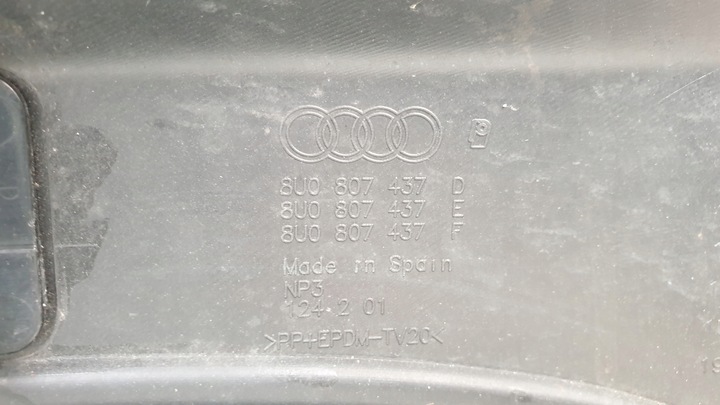 8U0 807 437 D
8U0 807 437 E
8U0 807 437 F
Made in Spain
NP3
124 2 01
>PP+EPDM-TV20<
19